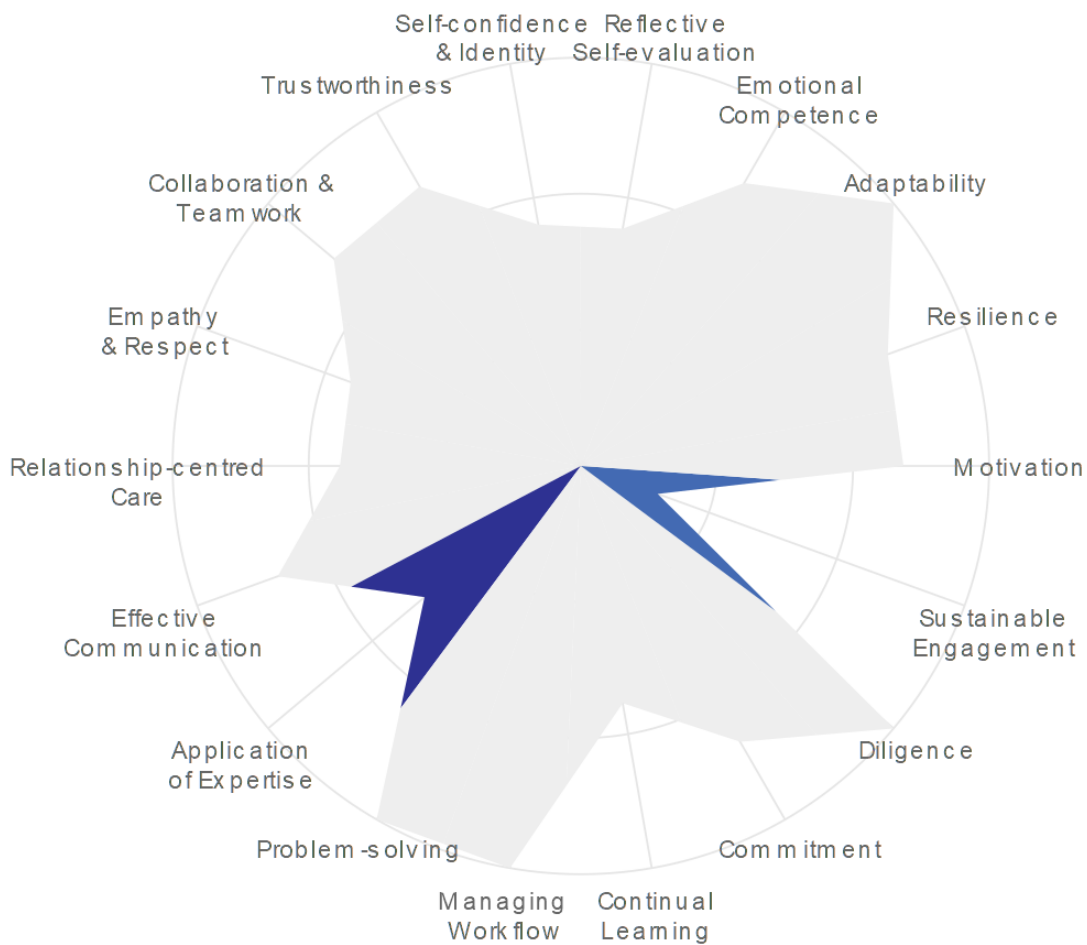 Self-confidence
& Identity
Reflective
Self-evaluation
Emotional
Competence
Adaptability
Resilience
Motivation
Sustainable
Engagement
Diligence
Commitment
Continual
Learning
Managing
Workflow
Problem-solving
Application
of Expertise
Effective
Communication
Relationship-centred
Care
Empathy
& Respect
Collaboration &
Teamwork
Trustworthiness